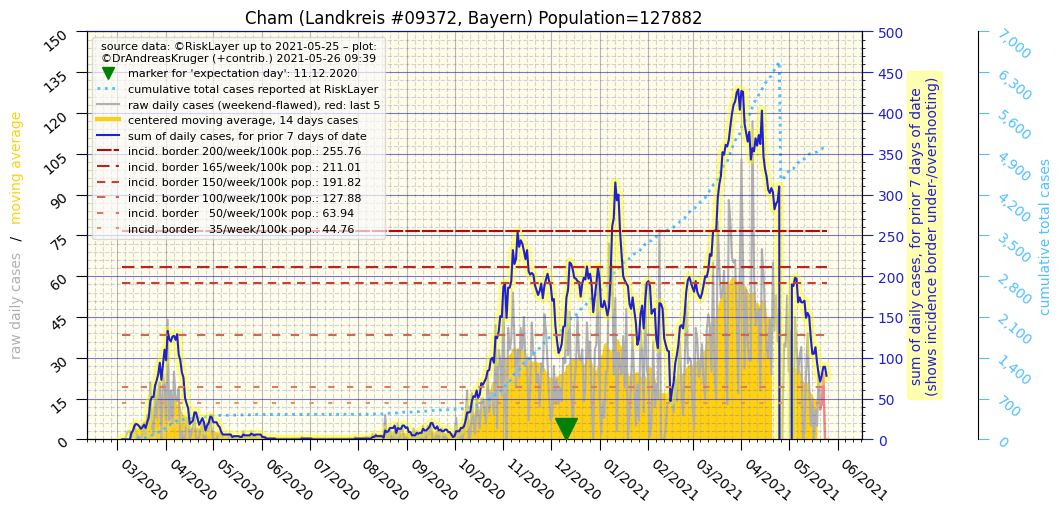 Cham (Landkreis #09372, Bayern) Population=127882
source data: ©RiskLayer up to 2021-05-25 – plot:
©DrAndreasKruger (+contrib.) 2021-05-26 09:39
marker for 'expectation day': 11.12.2020
cumulative total cases reported at RiskLayer
raw daily cases (weekend-flawed), red: last 5
centered moving average, 14 days cases
sum of daily cases, for prior 7 days of date
incid. border 200/week/100k pop.: 255.76
incid. border 165/week/100k pop.: 211.01
incid. border 150/week/100k pop.: 191.82
incid. border 100/week/100k pop.: 127.88
incid. border 50/week/100k pop.: 63.94
incid. border 35/week/100k pop.: 44.76
raw daily cases / moving average
150
135
120
105
90
75
60
45
30
15
0
03/2020
04/2020
05/2020
06/2020
07/2020
08/2020
09/2020
10/2020
11/2020
12/2020
01/2021
02/2021
03/2021
04/2021
05/2021
06/2021
500
450
400
350
300
250
200
150
100
50
0
sum of daily cases, for prior 7 days of date
(shows incidence border under-/overshooting)
7,000
6,300
5,600
4,900
4,200
3,500
2,800
2,100
1,400
700
0
cumulative total cases